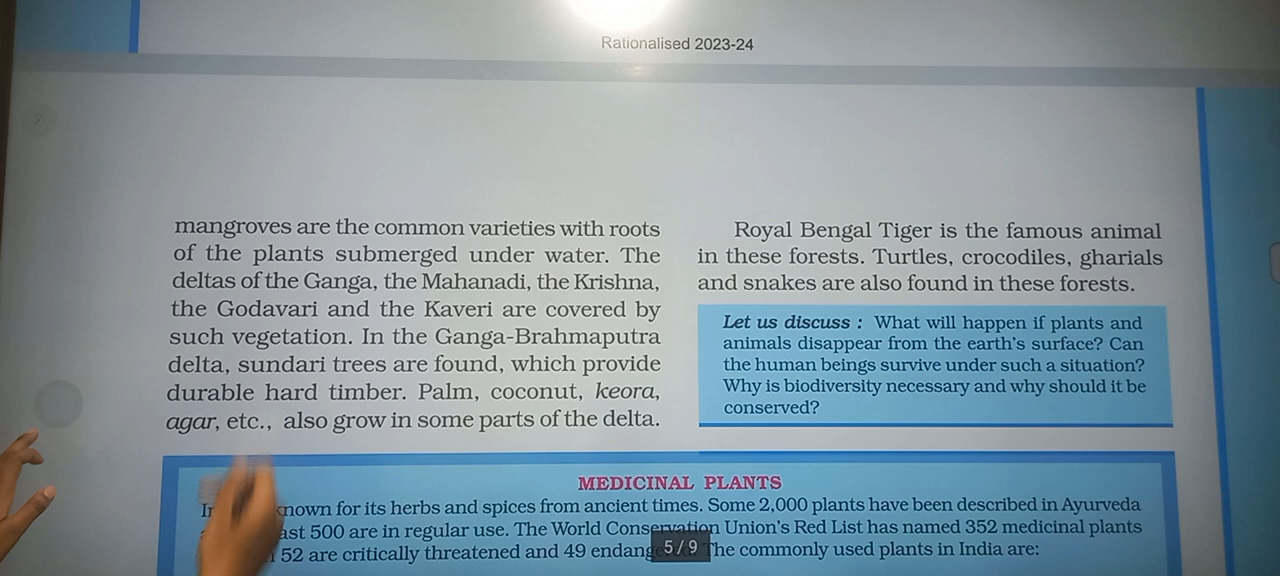 Rationalised 2023-24
mangroves are the common varieties with roots
of the plants submerged under water. The
deltas of the Ganga, the Mahanadi, the Krishna,
the Godavari and the Kaveri are covered by
such vegetation. In the Ganga-Brahmaputra
delta, sundari trees are found, which provide
durable hard timber. Palm, coconut, keora,
agar, etc., also grow in some parts of the delta.
Royal Bengal Tiger is the famous animal
in these forests. Turtles, crocodiles, gharials
and snakes are also found in these forests.
Let us discuss : What will happen if plants and
animals disappear from the earth's surface? Can
the human beings survive under such a situation?
Why is biodiversity necessary and why should it be
conserved?
MEDICINAL PLANTS
for its herbs and spices from ancient times. Some 2,000 plants have been described in Ayurveda
500 are in regular use. The World Conservation Union's Red List has named 352 medicinal plants
52 are critically threatened and 49 The commonly used plants in India are:
5/9